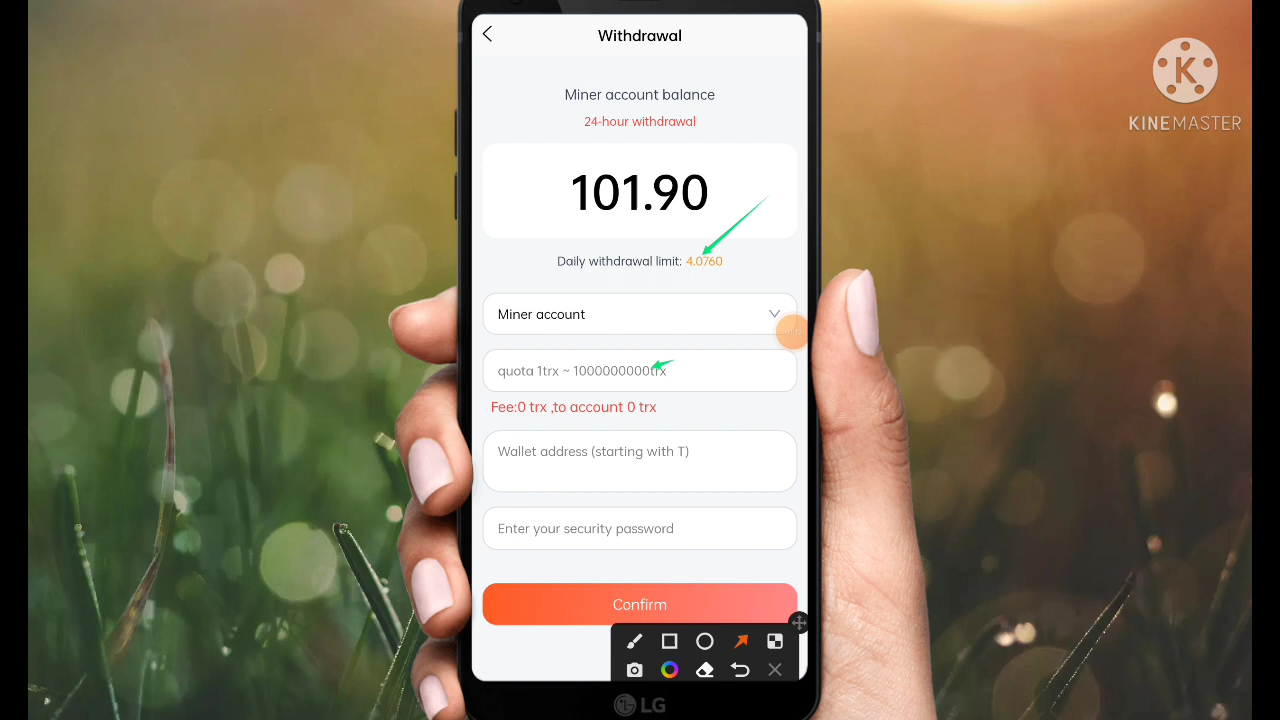 Withdrawal
KINEMASTER
Miner account balance
24-hour withdrawal
101.90
Daily withdrawal limit: 4.0760
Miner account
quota 1trx ~ 1000000000trx
Fee:0 trx ,to account 0 trx
Wallet address (starting with T)
Enter your security password
Confirm
LG